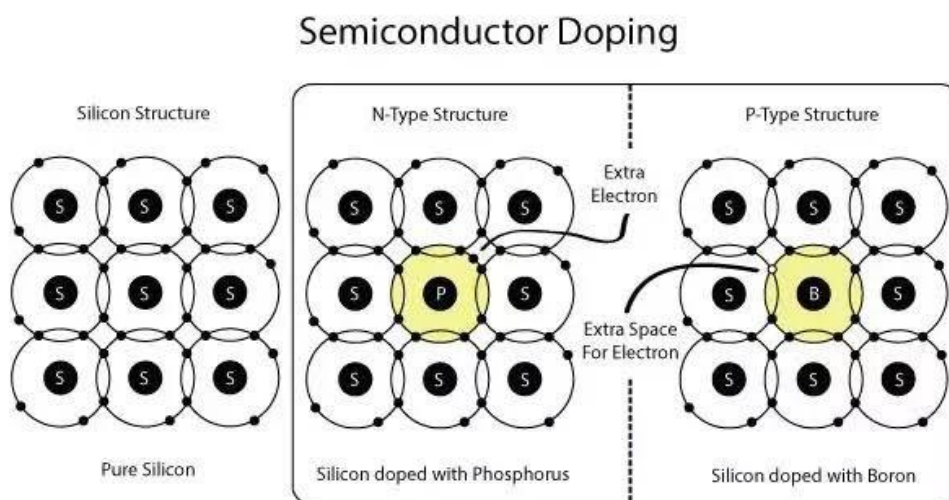 Semiconductor Doping
Silicon Structure
N-Type Structure
P-Type Structure
S S S
S S S
S S S
Pure Silicon
S S S
S P S
S S S
Extra
Electron
Extra Space
For Electron
Silicon doped with Phosphorus
S S S
S B S
S S S
Silicon doped with Boron